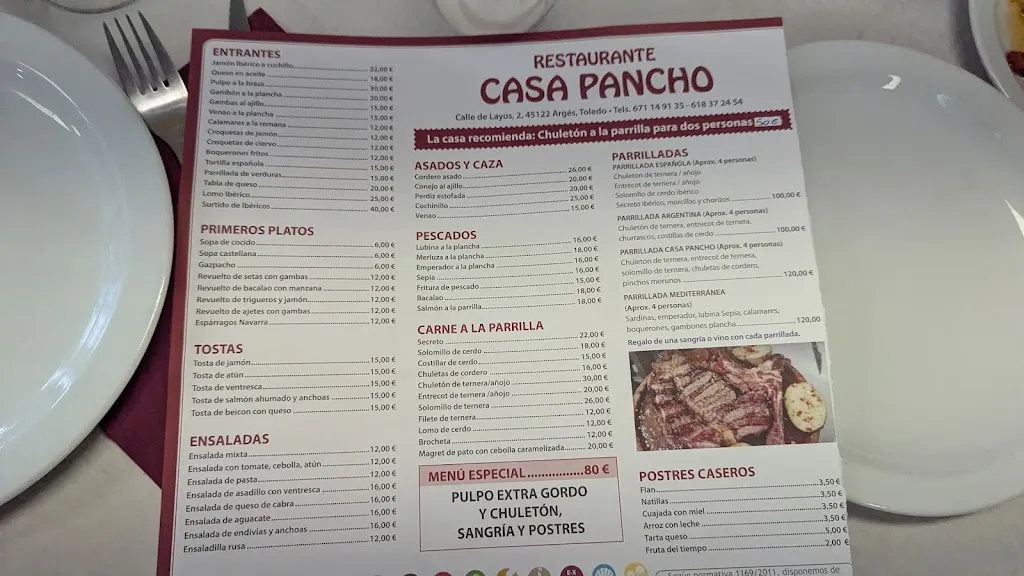 RESTAURANTE
CASA PANCHO
Calle de Layos, 2, 45122 Argés, Toledo • Tels. 671 14 91 35 - 618 37 24 54
La casa recomienda: Chuletón a la parrilla para dos personas 50€
ENTRANTES
Jamón Ibérico a cuchillo 22,00 €
Queso en aceite 18,00 €
Pulpo a la brasa 30,00 €
Gambón a la plancha 20,00 €
Gambas al ajillo 15,00 €
Venao a la plancha 15,00 €
Calamares a la romana 12,00 €
Croquetas de jamón 12,00 €
Croquetas de ciervo 12,00 €
Boquerones fritos 12,00 €
Tortilla española 15,00 €
Parrillada de verduras 15,00 €
Tabla de queso 20,00 €
Lomo ibérico 25,00 €
Surtido de Ibéricos 40,00 €
PRIMEROS PLATOS
Sopa de cocido 6,00 €
Sopa castellana 6,00 €
Gazpacho 6,00 €
Revuelto de setas con gambas 12,00 €
Revuelto de bacalao con manzana 12,00 €
Revuelto de trigueros y jamón 12,00 €
Revuelto de ajetes con gambas 12,00 €
Espárragos Navarra 12,00 €
TOSTAS
Tosta de jamón 15,00 €
Tosta de atún 15,00 €
Tosta de ventresca 15,00 €
Tosta de salmón ahumado y anchoas 15,00 €
Tosta de beicon con queso 15,00 €
ENSALADAS
Ensalada mixta 12,00 €
Ensalada con tomate, cebolla, atún 12,00 €
Ensalada de pasta 12,00 €
Ensalada de asadillo con ventresca 16,00 €
Ensalada de queso de cabra 16,00 €
Ensalada de aguacate 16,00 €
Ensalada de endivias y anchoas 16,00 €
Ensaladilla rusa 12,00 €
ASADOS Y CAZA
Cordero asado 26,00 €
Conejo al ajillo 20,00 €
Perdiz estofada 20,00 €
Cochinillo 25,00 €
Venao 15,00 €
PESCADOS
Lubina a la plancha 16,00 €
Merluza a la plancha 18,00 €
Emperador a la plancha 16,00 €
Sepia 16,00 €
Fritura de pescado 15,00 €
Bacalao 18,00 €
Salmón a la parrilla 18,00 €
CARNE A LA PARRILLA
Secreto 22,00 €
Solomillo de cerdo 18,00 €
Costillar de cerdo 15,00 €
Chuletas de cordero 16,00 €
Chuletón de ternera/añojo 30,00 €
Entrecot de ternera /añojo 20,00 €
Solomillo de ternera 26,00 €
Filete de ternera 12,00 €
Lomo de cerdo 12,00 €
Brocheta 12,00 €
Magret de pato con cebolla caramelizada 20,00 €
MENÚ ESPECIAL 80 €
PULPO EXTRA GORDO
Y CHULETÓN,
SANGRÍA Y POSTRES
PARRILLADAS
PARRILLADA ESPAÑOLA (Aprox. 4 personas)
Chuletón de ternera / añojo
Entrecot de ternera / añojo
Solomillo de cerdo ibérico
Secreto ibérico, morcillas y chorizos 100,00 €
PARRILLADA ARGENTINA (Aprox. 4 personas)
Chuletón de ternera, entrecot de ternera,
churrascos, costillas de cerdo 100,00 €
PARRILLADA CASA PANCHO (Aprox. 4 personas)
Chuletón de ternera, entrecot de ternera,
solomillo de ternera, chuletas de cordero,
pinchos morunos 120,00 €
PARRILLADA MEDITERRÁNEA
(Aprox. 4 personas)
Sardinas, emperador, lubina Sepia, calamares,
boquerones, gambones plancha 120,00
Regalo de una sangría o vino con cada parrillada.
POSTRES CASEROS
Flan 3,50 €
Natillas 3,50 €
Cuajada con miel 3,50 €
Arroz con leche 3,50 €
Tarta queso 5,00 €
Fruta del tiempo 2,00 €
Según normativa 1169/2011, disponemos de